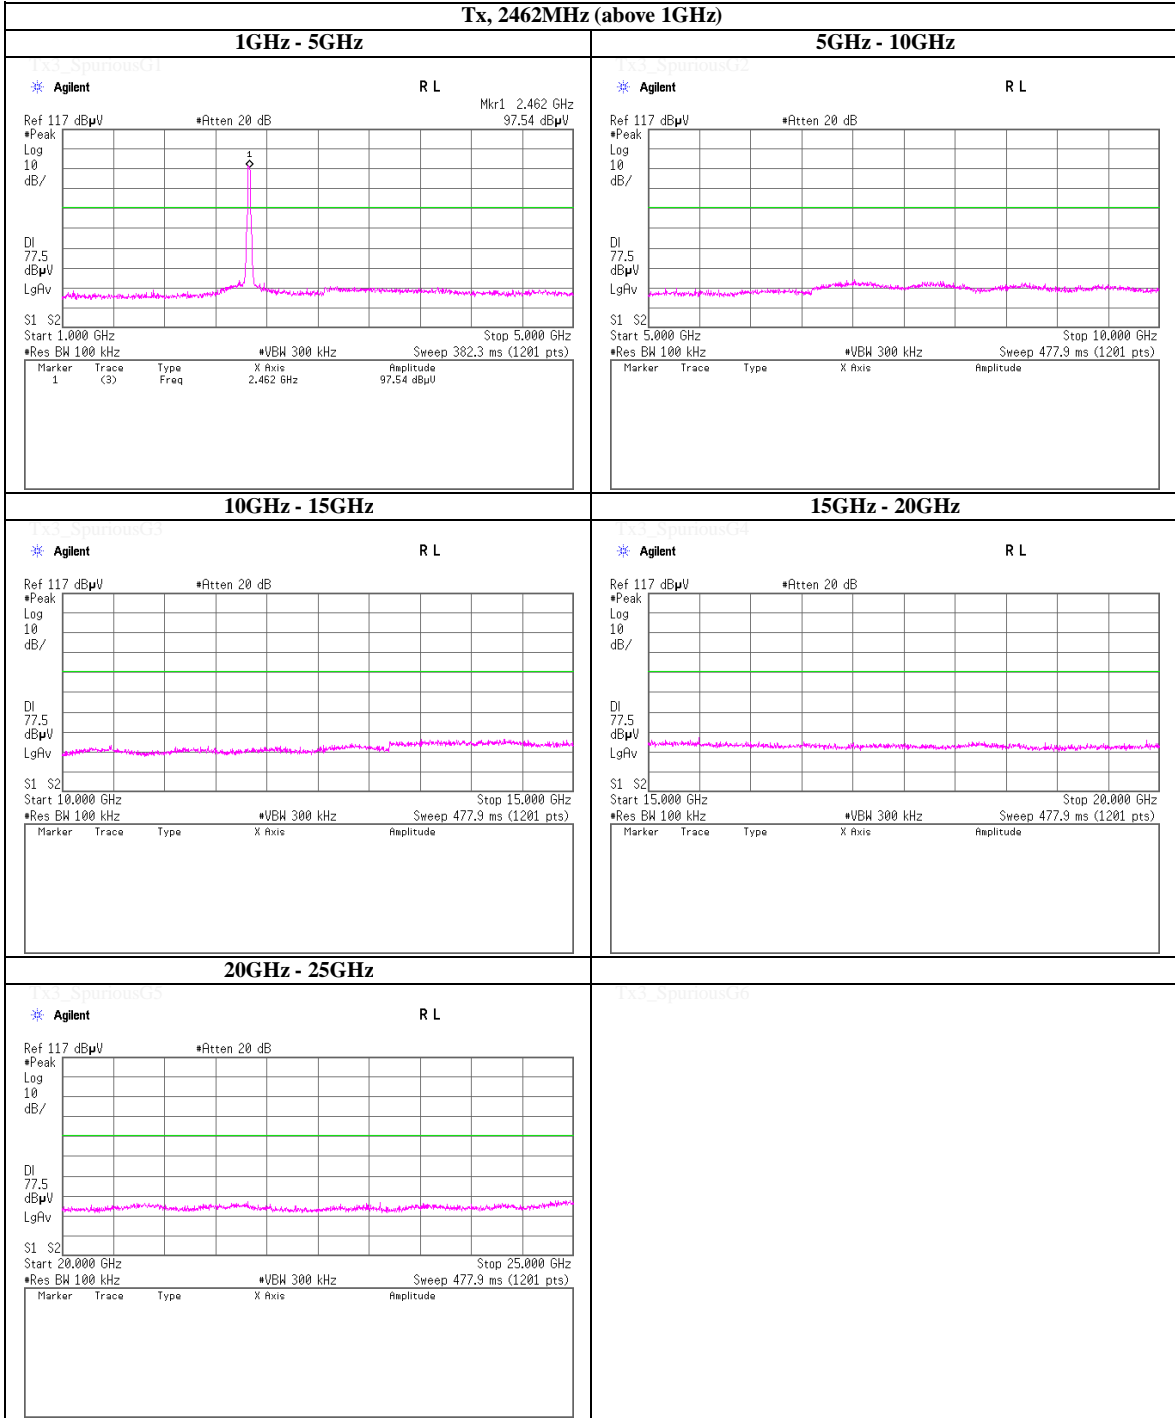 Tx, 2462MHz (above 1GHz)
1GHz - 5GHz
Tx3_SpuriousG1
Agilent R L
Mkr1 2.462 GHz
Ref 117 dBµV #Atten 20 dB 97.54 dBµV
#Peak
Log
10
dB/
1
DI
77.5
dBµV
LgAv
S1 S2
Start 1.000 GHz Stop 5.000 GHz
#Res BW 100 kHz #VBW 300 kHz Sweep 382.3 ms (1201 pts)
Marker Trace Type X Axis Amplitude
1 (3) Freq 2.462 GHz 97.54 dBµV
5GHz - 10GHz
Tx3_SpuriousG2
Agilent R L
Ref 117 dBµV #Atten 20 dB
#Peak
Log
10
dB/
DI
77.5
dBµV
LgAv
S1 S2
Start 5.000 GHz Stop 10.000 GHz
#Res BW 100 kHz #VBW 300 kHz Sweep 477.9 ms (1201 pts)
Marker Trace Type X Axis Amplitude
10GHz - 15GHz
Tx3_SpuriousG3
Agilent R L
Ref 117 dBµV #Atten 20 dB
#Peak
Log
10
dB/
DI
77.5
dBµV
LgAv
S1 S2
Start 10.000 GHz Stop 15.000 GHz
#Res BW 100 kHz #VBW 300 kHz Sweep 477.9 ms (1201 pts)
Marker Trace Type X Axis Amplitude
15GHz - 20GHz
Tx3_SpuriousG4
Agilent R L
Ref 117 dBµV #Atten 20 dB
#Peak
Log
10
dB/
DI
77.5
dBµV
LgAv
S1 S2
Start 15.000 GHz Stop 20.000 GHz
#Res BW 100 kHz #VBW 300 kHz Sweep 477.9 ms (1201 pts)
Marker Trace Type X Axis Amplitude
20GHz - 25GHz
Tx3_SpuriousG5
Agilent R L
Ref 117 dBµV #Atten 20 dB
#Peak
Log
10
dB/
DI
77.5
dBµV
LgAv
S1 S2
Start 20.000 GHz Stop 25.000 GHz
#Res BW 100 kHz #VBW 300 kHz Sweep 477.9 ms (1201 pts)
Marker Trace Type X Axis Amplitude
Tx3_SpuriousG6